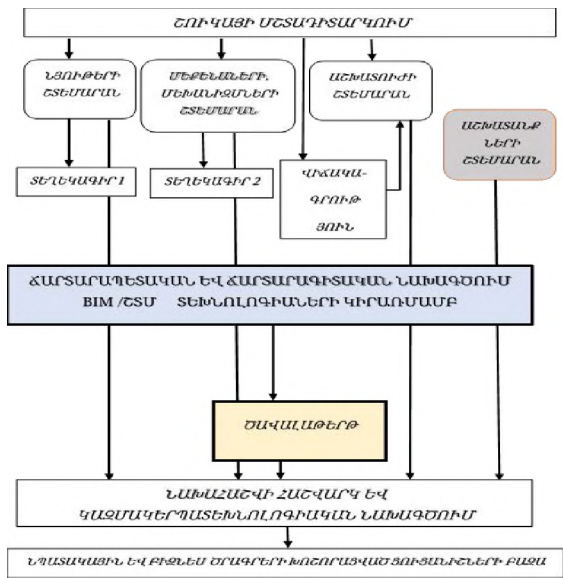 ՇՈՒԿԱՅԻ ՄՇՏԱԴԻՏԱՐԿՈՒՄ
ՆՅՈՒԹԵՐԻ
ՇՏԵՄԱՐԱՆ
ՄԵՔԵՆԱՆԵՐԻ,
ՄԵԽԱՆԻԶՄՆԵՐԻ
ՇՏԵՄԱՐԱՆ
ԱՇԽԱՏՈՒԺԻ
ՇՏԵՄԱՐԱՆ
ԱՇԽԱՏԱՆՔ
ՆԵՐԻ
ՇՏԵՄԱՐԱՆ
ՏԵՂԵԿԱԳԻՐ 1
ՏԵՂԵԿԱԳԻՐ 2
ՎԻՃԱԿԱ-
ԳՐՈՒԹ
ՅՈՒՆ
ՃԱՐՏԱՐԱՊԵՏԱԿԱՆ ԵՎ ՃԱՐՏԱՐԱԳԻՏԱԿԱՆ ՆԱԽԱԳԾՈՒՄ
BIM /ՇՏՄ ՏԵԽՆՈԼՈԳԻԱՆԵՐԻ ԿԻՐԱՌՄԱՄԲ
ԾԱՎԱԼԱԹԵՐԹ
ՆԱԽԱՀԱՇՎԻ ՀԱՇՎԱՐԿ ԵՎ
ԿԱԶՄԱԿԵՐՊԱՏԵԽՆՈԼՈԳԻԱԿԱՆ ՆԱԽԱԳԾՈՒՄ
ՆՊԱՏԱԿԱՅԻՆ ԵՎ ԲԻԶՆԵՍ ԾՐԱԳՐԵՐԻ ԽՈՇՈՐԱՑՎԱԾ ՑՈՒՑԱՆԻՇՆԵՐԻ ԲԱԶԱ